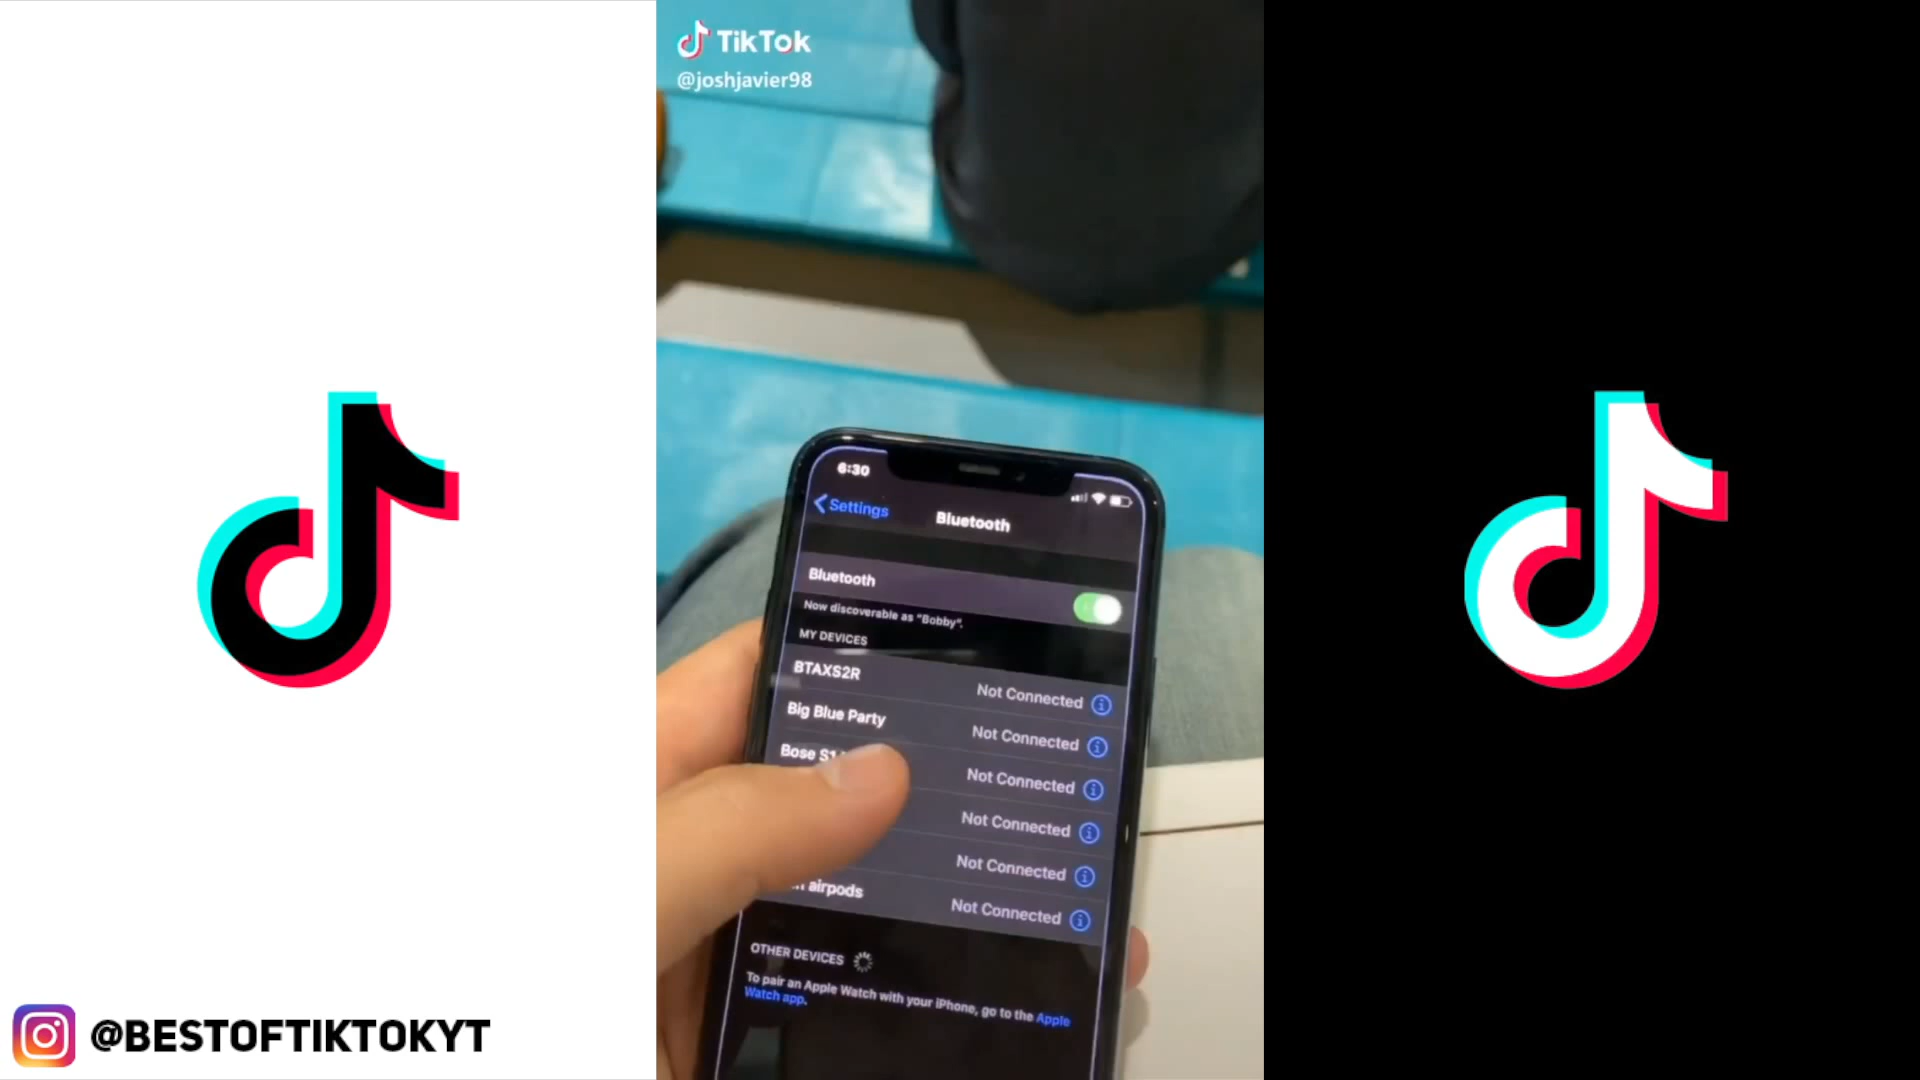 TikTok
@joshjavier98
6:30
Settings
Bluetooth
Bluetooth
Now discoverable as "Bobby".
MY DEVICES
BTAXS2R
Not Connected
Big Blue Party
Not Connected
Bose S1
Not Connected
Not Connected
Not Connected
airpods
Not Connected
OTHER DEVICES
To pair an Apple Watch with your iPhone, go to the Apple
Watch app.
@BESTOFTIKTOKYT